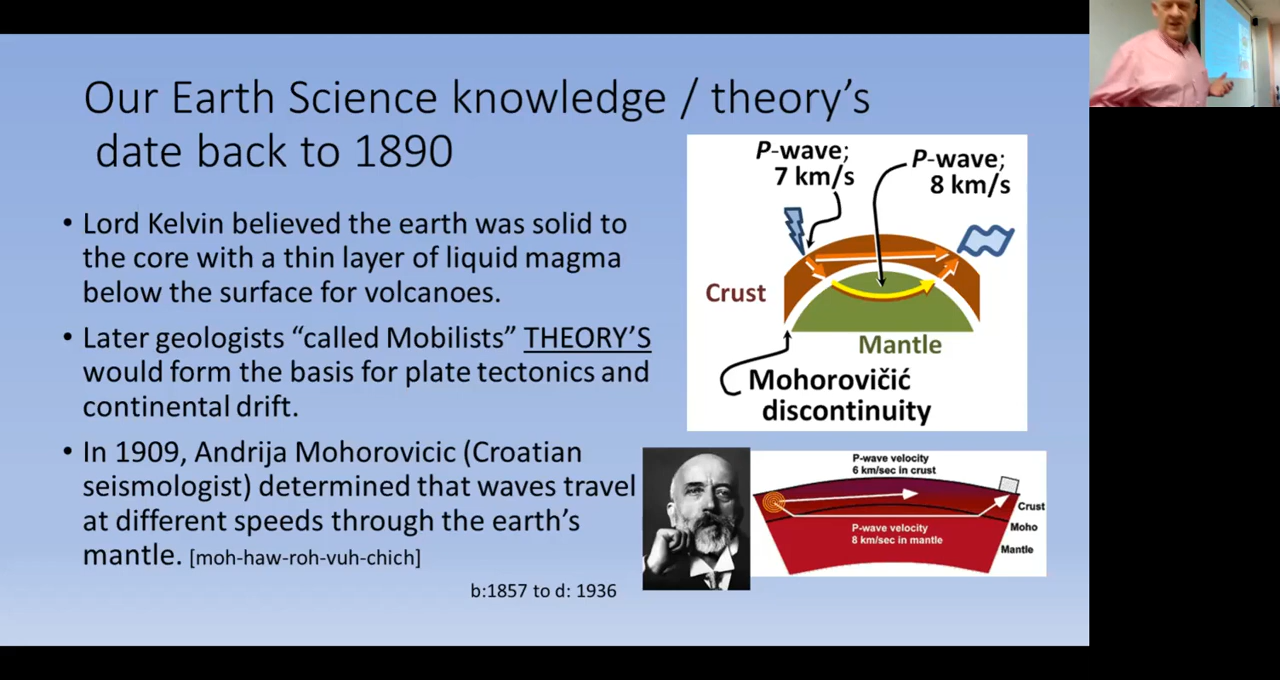 Our Earth Science knowledge / theory’s
date back to 1890
• Lord Kelvin believed the earth was solid to
the core with a thin layer of liquid magma
below the surface for volcanoes.
• Later geologists “called Mobilists” THEORY’S
would form the basis for plate tectonics and
continental drift.
• In 1909, Andrija Mohorovicic (Croatian
seismologist) determined that waves travel
at different speeds through the earth’s
mantle. [moh-haw-roh-vuh-chich]
b:1857 to d: 1936
P-wave;
7 km/s
P-wave;
8 km/s
Crust
Mantle
Mohorovičić
discontinuity
P-wave velocity
6 km/sec in crust
Crust
P-wave velocity
8 km/sec in mantle
Moho
Mantle